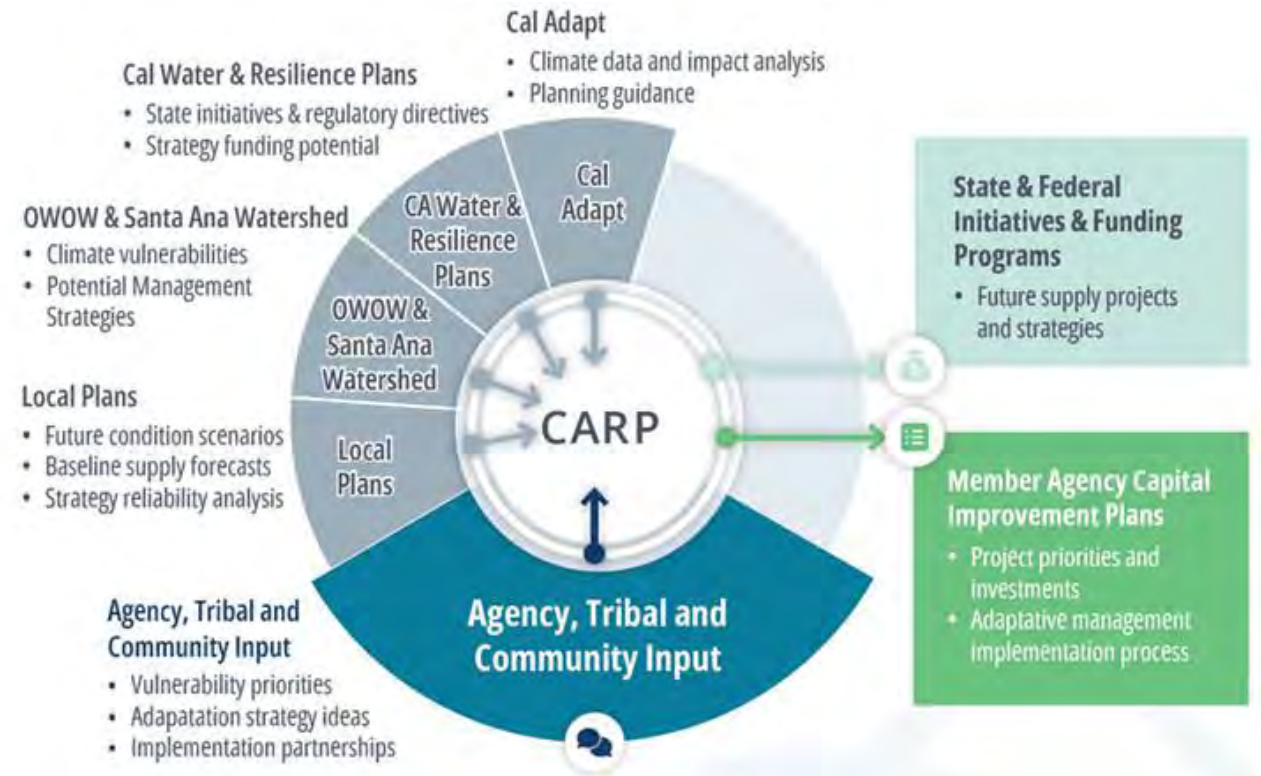 Cal Adapt
• Climate data and impact analysis
• Planning guidance
Cal Water & Resilience Plans
• State initiatives & regulatory directives
• Strategy funding potential
OWOW & Santa Ana Watershed
• Climate vulnerabilities
• Potential Management
Strategies
Local Plans
• Future condition scenarios
• Baseline supply forecasts
• Strategy reliability analysis
Agency, Tribal and
Community Input
• Vulnerability priorities
• Adapatation strategy ideas
• Implementation partnerships
Cal
Adapt
CA Water &
Resilience
Plans
OWOW &
Santa Ana
Watershed
Local
Plans
CARP
Agency, Tribal and
Community Input
State & Federal
Initiatives & Funding
Programs
• Future supply projects
and strategies
Member Agency Capital
Improvement Plans
• Project priorities and
investments
• Adaptative management
implementation process